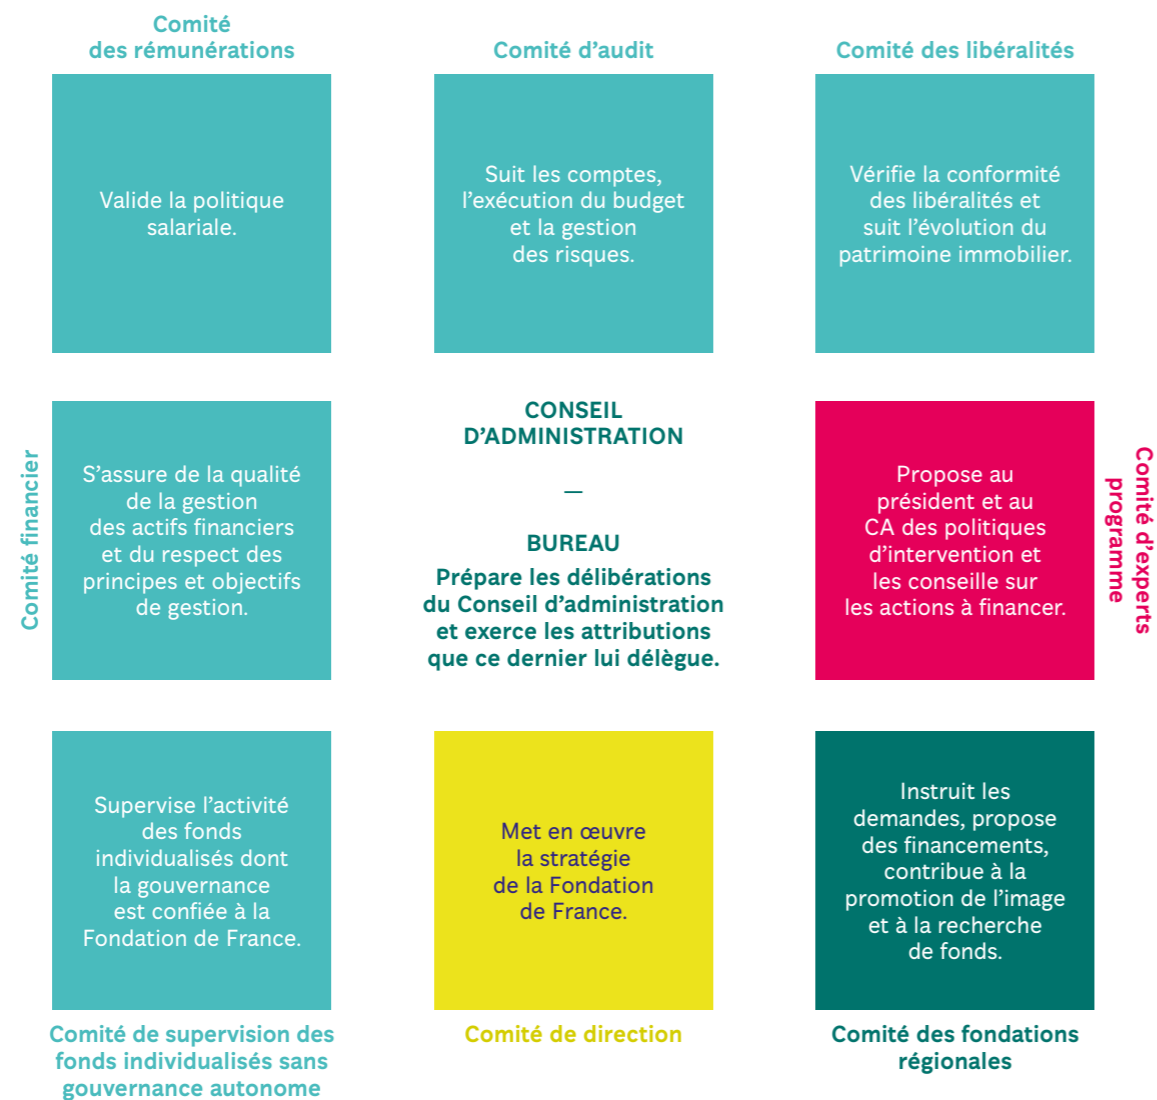 Comité
des rémunérations
Valide la politique
salariale.
Comité d’audit
Suit les comptes,
l’exécution du budget
et la gestion
des risques.
Comité des libéralités
Vérifie la conformité
des libéralités et
suit l’évolution du
patrimoine immobilier.
Comité financier
S’assure de la qualité
de la gestion
des actifs financiers
et du respect des
principes et objectifs
de gestion.
CONSEIL
D’ADMINISTRATION
—
BUREAU
Prépare les délibérations
du Conseil d’administration
et exerce les attributions
que ce dernier lui délègue.
Propose au
président et au
CA des politiques
d’intervention et
les conseille sur
les actions à financer.
Comité d’experts
programme
Supervise l’activité
des fonds
individualisés dont
la gouvernance
est confiée à la
Fondation de France.
Comité de supervision des
fonds individualisés sans
gouvernance autonome
Met en œuvre
la stratégie
de la Fondation
de France.
Comité de direction
Instruit les
demandes, propose
des financements,
contribue à la
promotion de l’image
et à la recherche
de fonds.
Comité des fondations
régionales